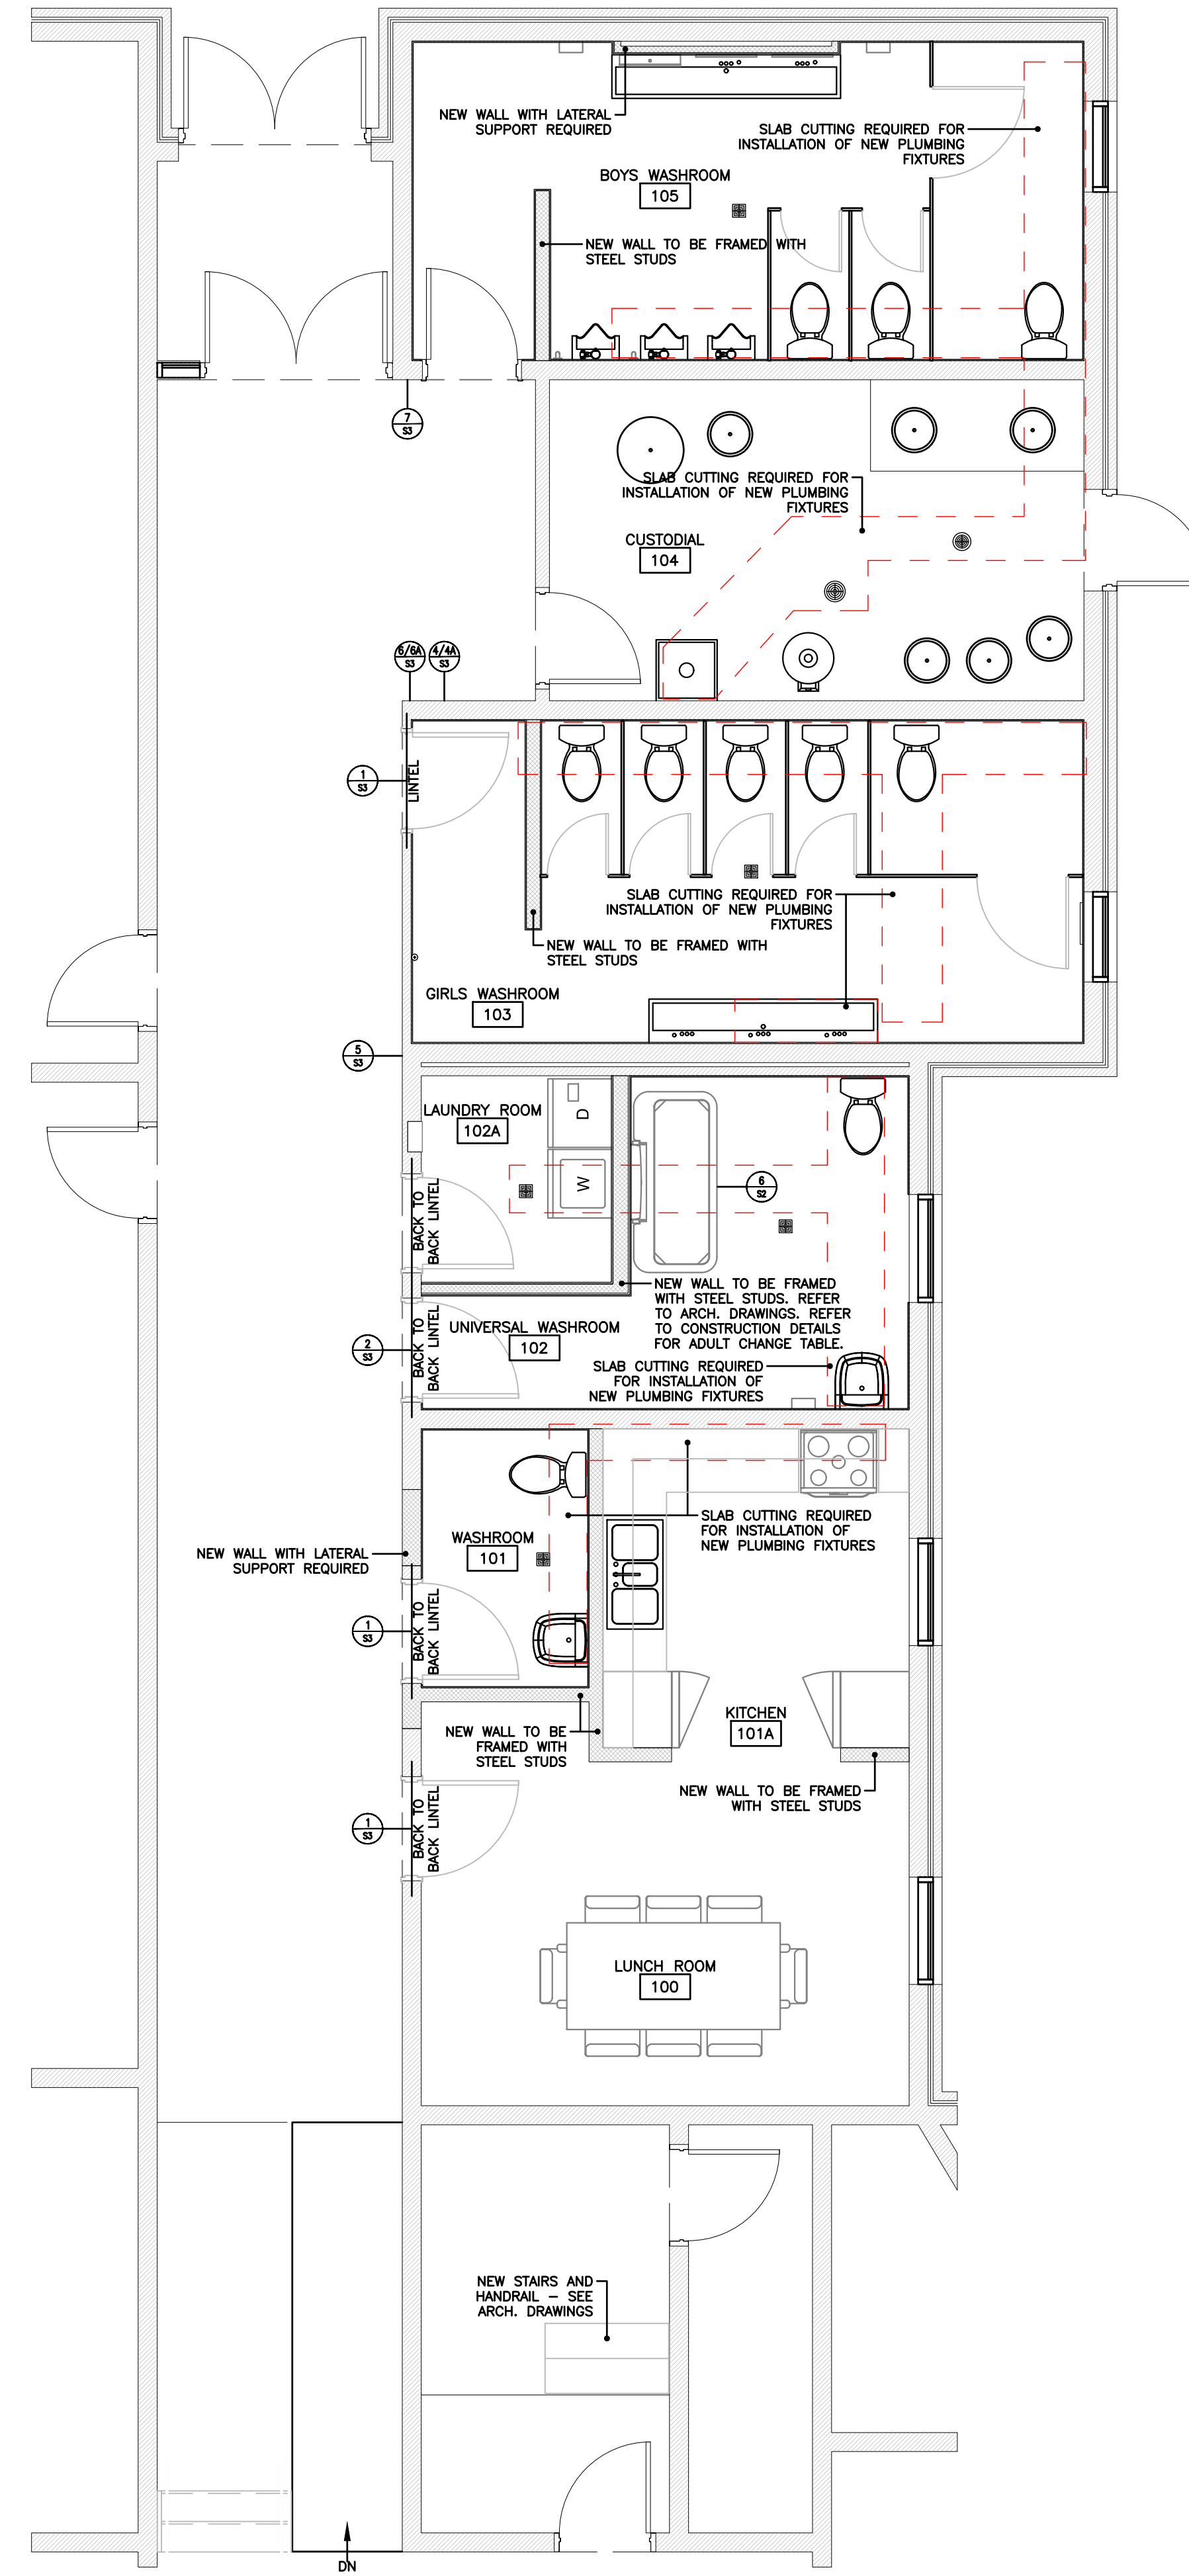 NEW WALL WITH LATERAL
SUPPORT REQUIRED
SLAB CUTTING REQUIRED FOR
INSTALLATION OF NEW PLUMBING
FIXTURES
BOYS WASHROOM
105
NEW WALL TO BE FRAMED WITH
STEEL STUDS
7
S3
SLAB CUTTING REQUIRED FOR
INSTALLATION OF NEW PLUMBING
FIXTURES
CUSTODIAL
104
6/6A
S3
4/4A
S3
1
S3
LINTEL
SLAB CUTTING REQUIRED FOR
INSTALLATION OF NEW PLUMBING
FIXTURES
NEW WALL TO BE FRAMED WITH
STEEL STUDS
GIRLS WASHROOM
103
5
S3
LAUNDRY ROOM
102A
D
W
6
S2
BACK TO
BACK LINTEL
NEW WALL TO BE FRAMED
WITH STEEL STUDS. REFER
TO ARCH. DRAWINGS. REFER
TO CONSTRUCTION DETAILS
FOR ADULT CHANGE TABLE.
UNIVERSAL WASHROOM
102
2
S3
BACK TO
BACK LINTEL
SLAB CUTTING REQUIRED
FOR INSTALLATION OF
NEW PLUMBING FIXTURES
SLAB CUTTING REQUIRED
FOR INSTALLATION OF
NEW PLUMBING FIXTURES
WASHROOM
101
NEW WALL WITH LATERAL
SUPPORT REQUIRED
1
S3
BACK TO
BACK LINTEL
KITCHEN
101A
NEW WALL TO BE
FRAMED WITH
STEEL STUDS
NEW WALL TO BE FRAMED
WITH STEEL STUDS
1
S3
BACK TO
BACK LINTEL
LUNCH ROOM
100
NEW STAIRS AND
HANDRAIL – SEE
ARCH. DRAWINGS
DN